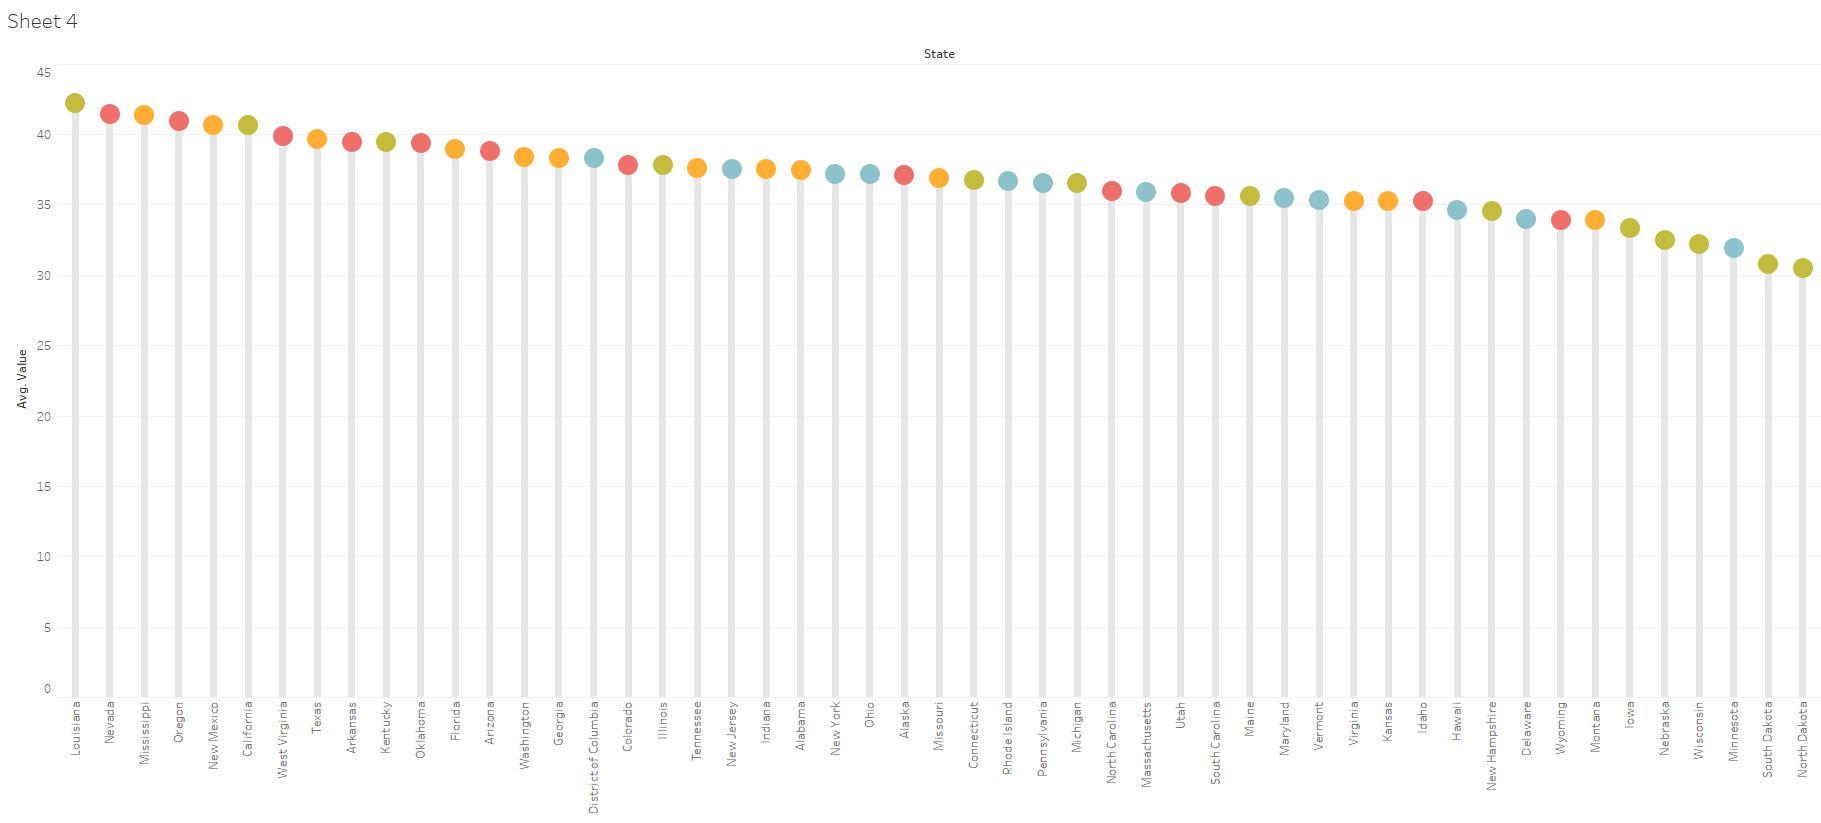 Sheet 4
State
45
40
35
30
25
20
15
10
5
0
Avg. Value
Louisiana
Nevada
Mississippi
Oregon
New Mexico
California
West Virginia
Texas
Arkansas
Kentucky
Oklahoma
Florida
Arizona
Washington
Georgia
District of Columbia
Colorado
Illinois
Tennessee
New Jersey
Indiana
Alabama
New York
Ohio
Alaska
Missouri
Connecticut
Rhode Island
Pennsylvania
Michigan
North Carolina
Massachusetts
Utah
South Carolina
Maine
Maryland
Vermont
Virginia
Kansas
Idaho
Hawaii
New Hampshire
Delaware
Wyoming
Montana
Iowa
Nebraska
Wisconsin
Minnesota
South Dakota
North Dakota